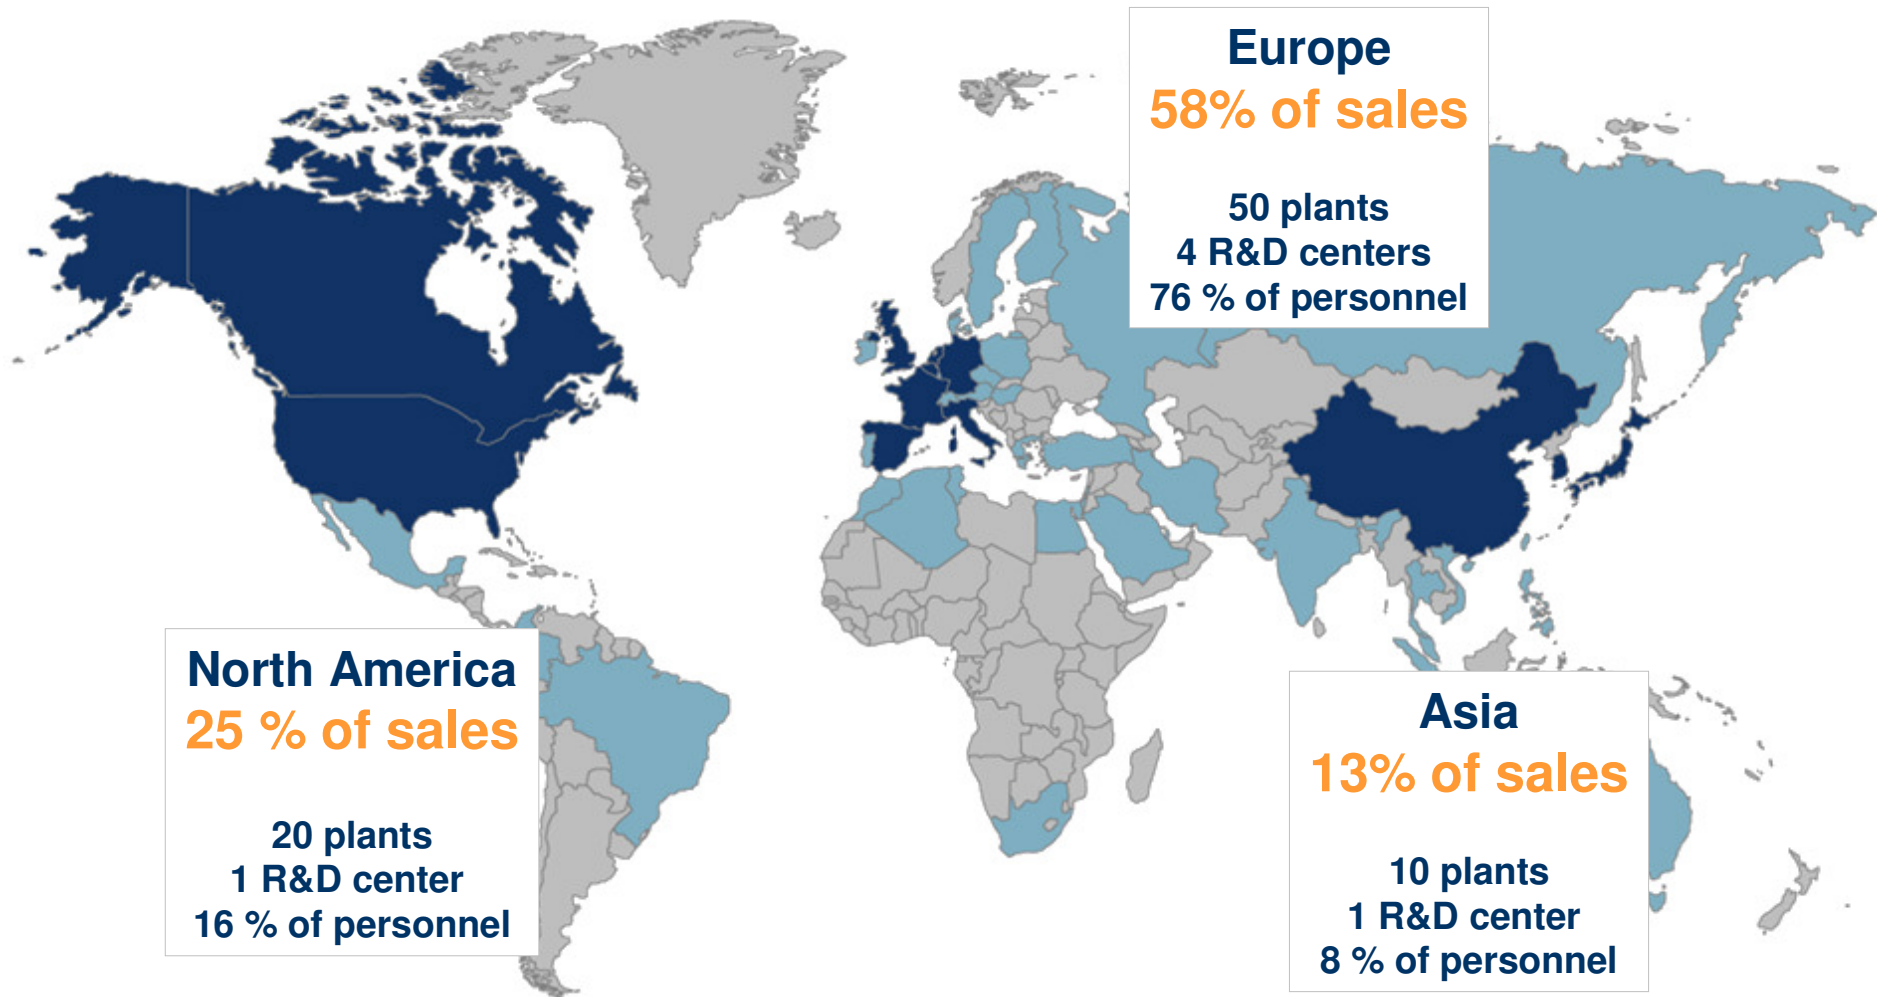 Europe
58% of sales
50 plants
4 R&D centers
76 % of personnel
North America
25 % of sales
20 plants
1 R&D center
16 % of personnel
Asia
13% of sales
10 plants
1 R&D center
8 % of personnel